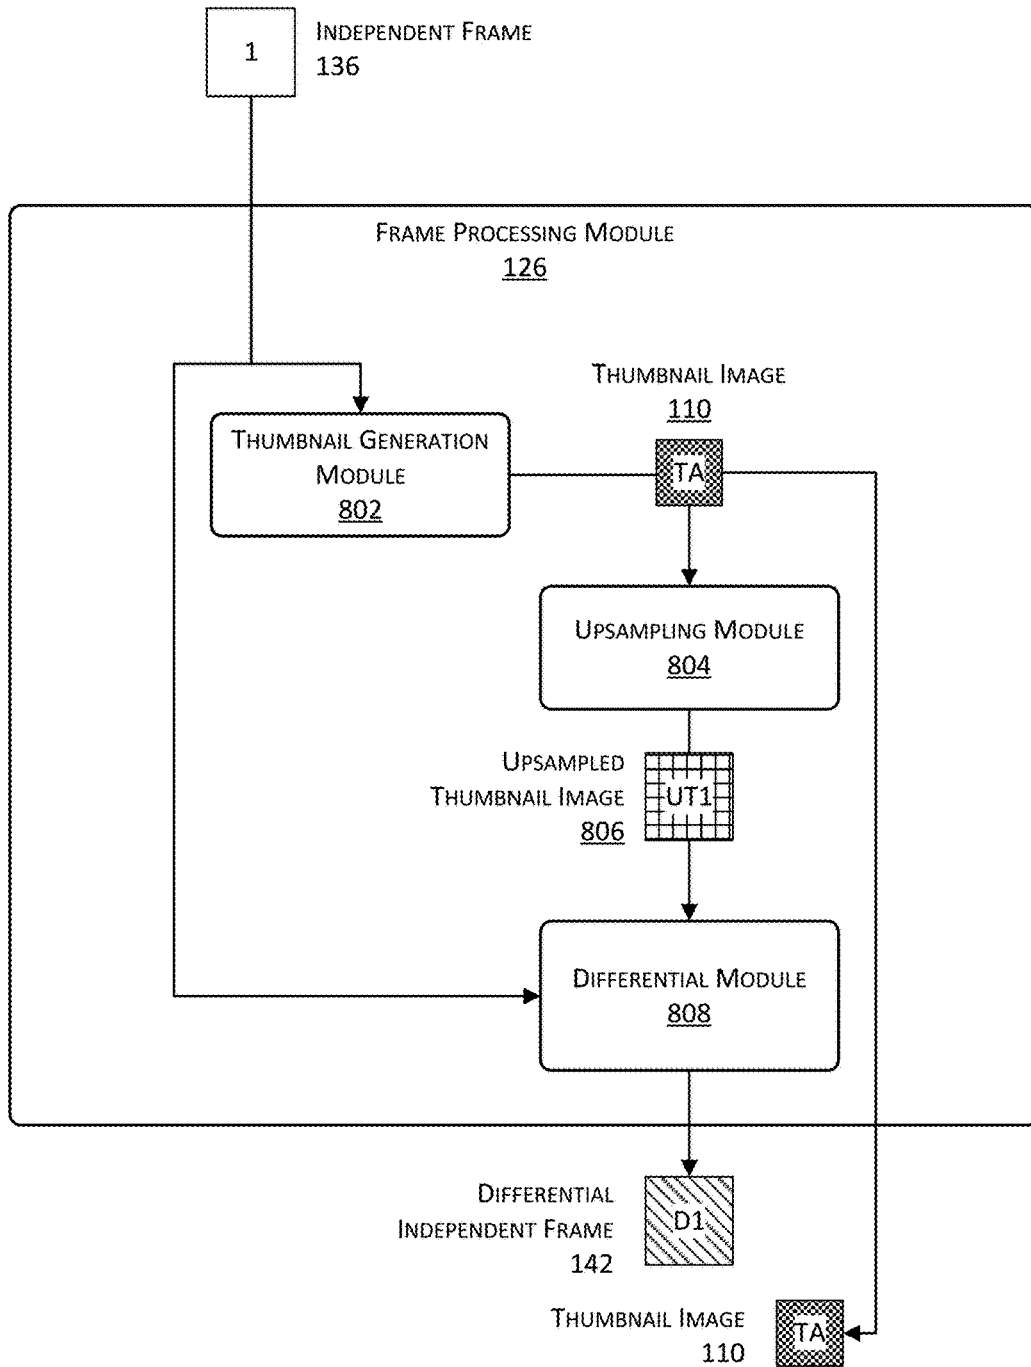 1
INDEPENDENT FRAME
136
FRAME PROCESSING MODULE
126
THUMBNAIL IMAGE
110
THUMBNAIL GENERATION
MODULE
802
TA
UPSAMPLING MODULE
804
UPSAMPLED
THUMBNAIL IMAGE
806
UT1
DIFFERENTIAL MODULE
808
DIFFERENTIAL
INDEPENDENT FRAME
142
D1
THUMBNAIL IMAGE
110
TA